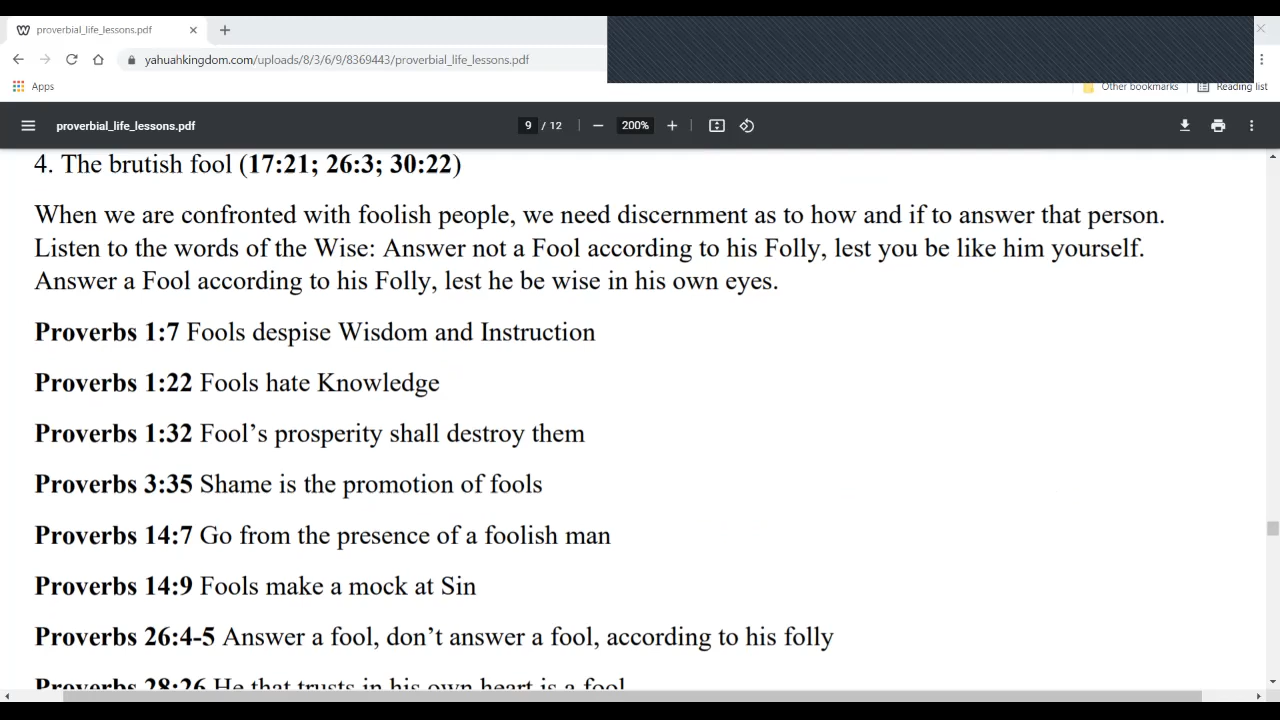 proverbial_life_lessons.pdf
yahuahkingdom.com/uploads/8/3/6/9/8369443/proverbial_life_lessons.pdf
Apps
Other bookmarks
Reading list
proverbial_life_lessons.pdf
9 / 12
200%
4. The brutish fool (17:21; 26:3; 30:22)
When we are confronted with foolish people, we need discernment as to how and if to answer that person.
Listen to the words of the Wise: Answer not a Fool according to his Folly, lest you be like him yourself.
Answer a Fool according to his Folly, lest he be wise in his own eyes.
Proverbs 1:7 Fools despise Wisdom and Instruction
Proverbs 1:22 Fools hate Knowledge
Proverbs 1:32 Fool’s prosperity shall destroy them
Proverbs 3:35 Shame is the promotion of fools
Proverbs 14:7 Go from the presence of a foolish man
Proverbs 14:9 Fools make a mock at Sin
Proverbs 26:4-5 Answer a fool, don’t answer a fool, according to his folly
Proverbs 28:26 He that trusts in his own heart is a fool